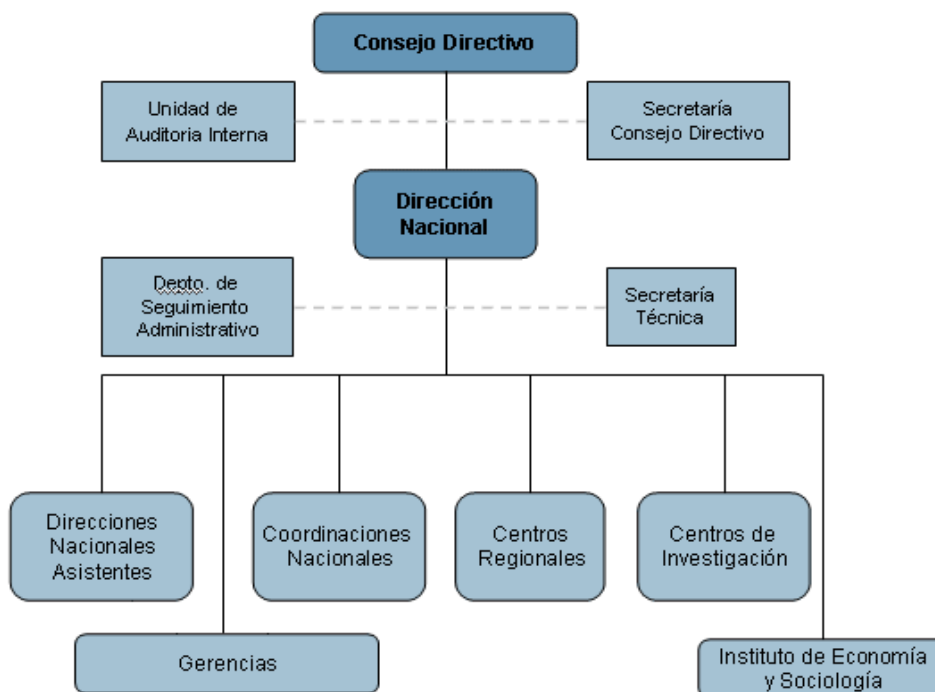 Consejo Directivo
Unidad de
Auditoria Interna
Secretaría
Consejo Directivo
Dirección
Nacional
Depto. de
Seguimiento
Administrativo
Secretaría
Técnica
Direcciones
Nacionales
Asistentes
Coordinaciones
Nacionales
Centros
Regionales
Centros de
Investigación
Gerencias
Instituto de Economía
y Sociología